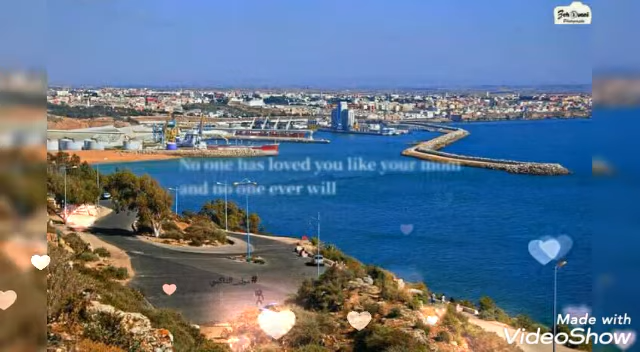 No one has loved you like your mom
and no one ever will
Made with
VideoShow